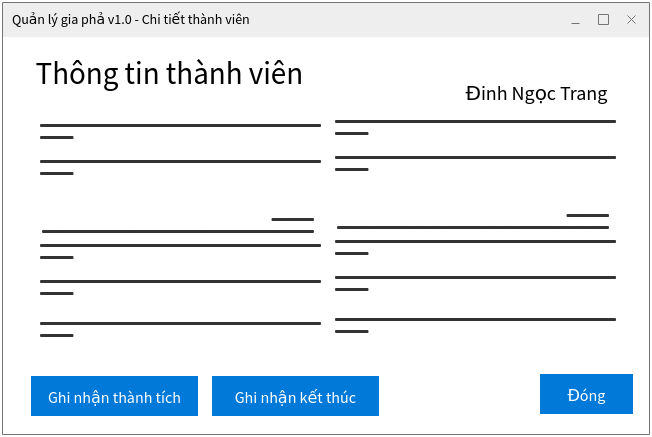 Quản lý gia phả v1.0 - Chi tiết thành viên
Thông tin thành viên
Đinh Ngọc Trang
Ghi nhận thành tích
Ghi nhận kết thúc
Đóng